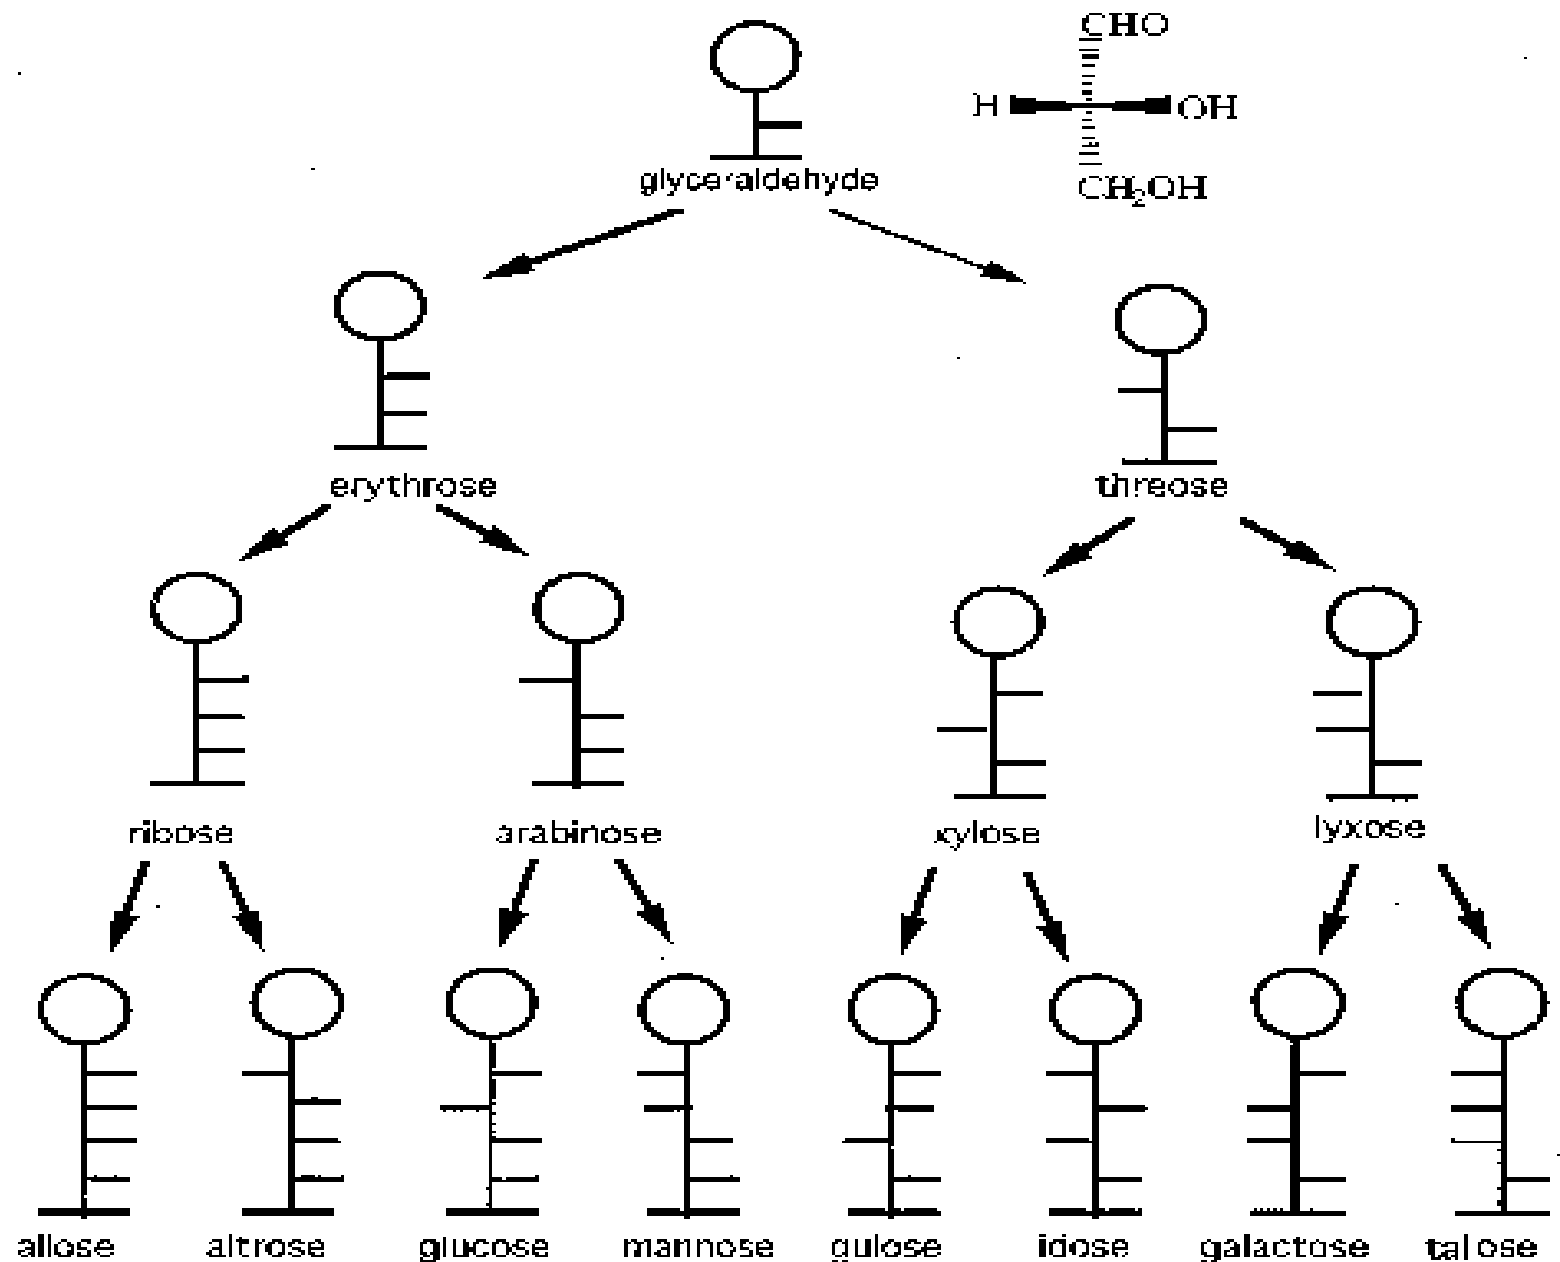 CHO
H OH
CH₂OH
glyceraldehyde
erythrose
threose
ribose
arabinose
xylose
lyxose
allose
altrose
glucose
mannose
gulose
idose
galactose
talose